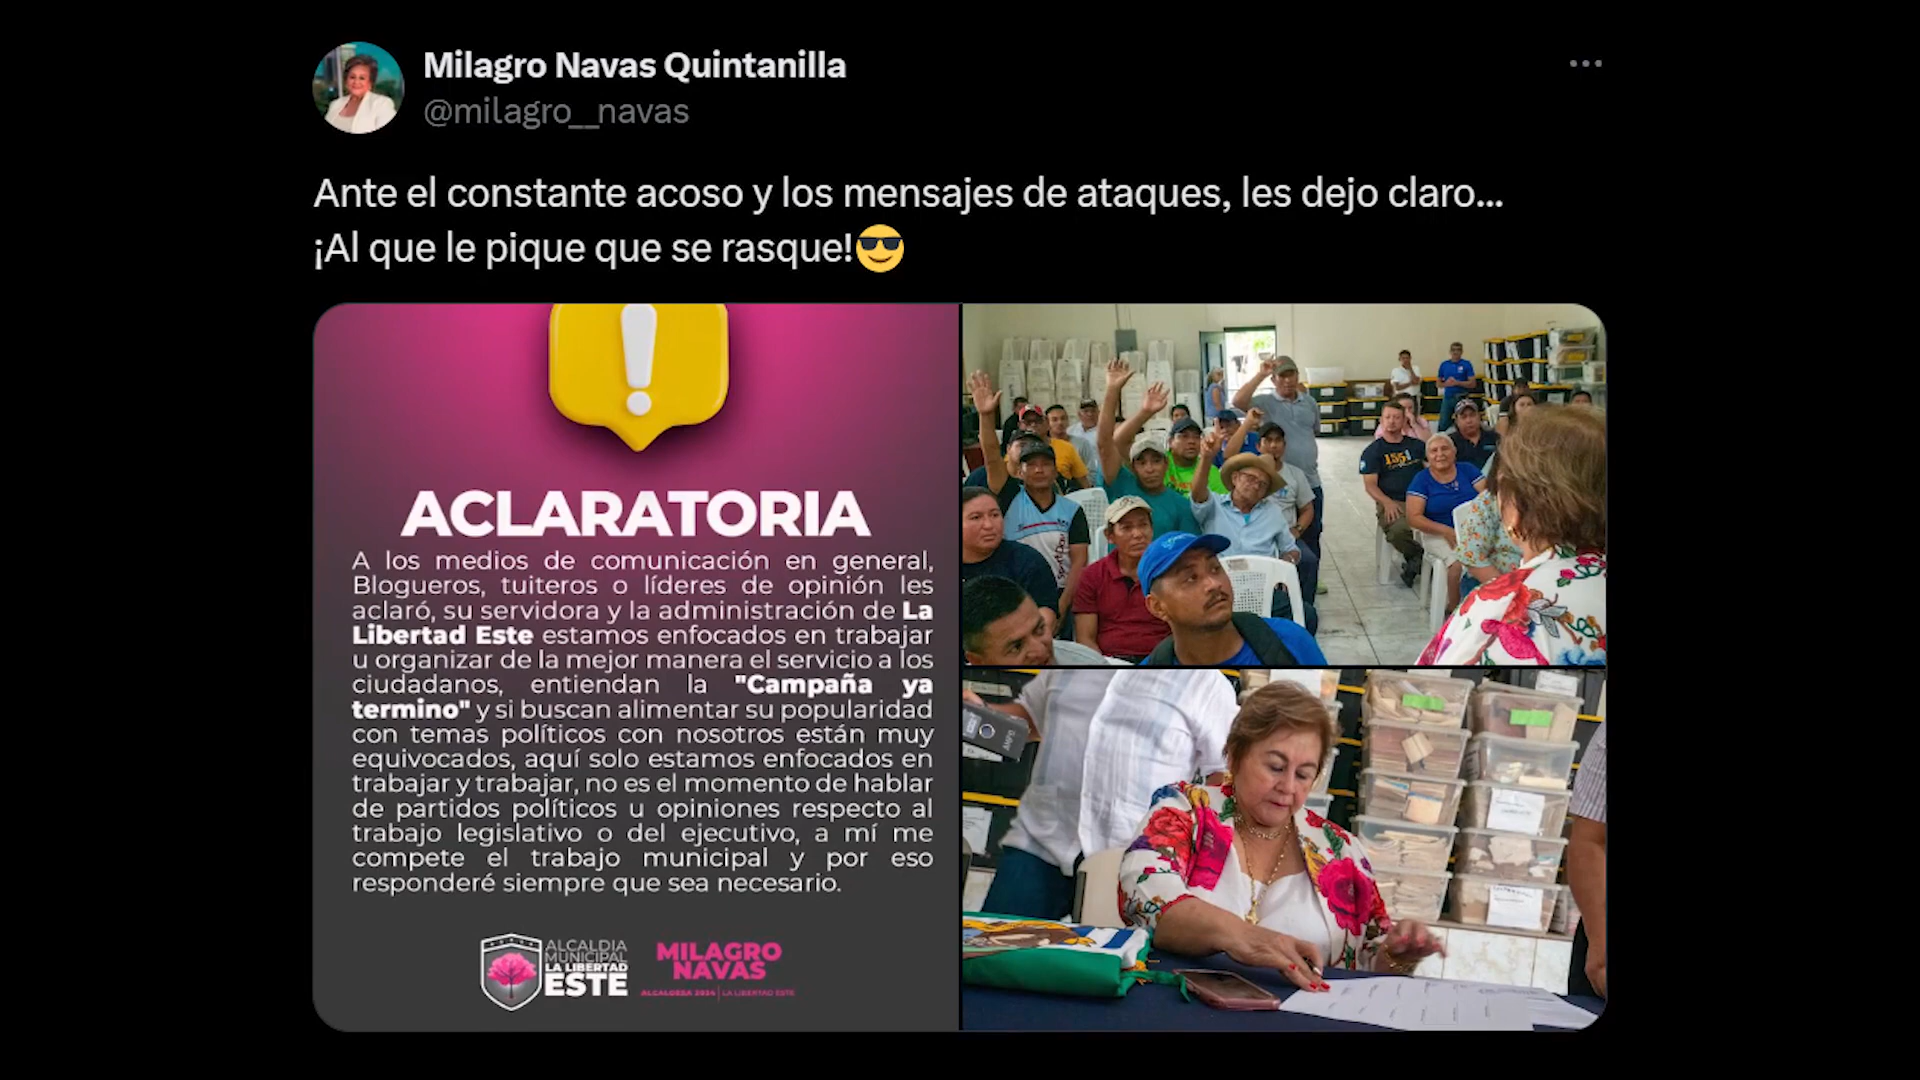 Milagro Navas Quintanilla
@milagro__navas
Ante el constante acoso y los mensajes de ataques, les dejo claro...
¡Al que le pique que se rasque!😎
ACLARATORIA
A los medios de comunicación en general,
Blogueros, tuiteros o líderes de opinión les
aclaró, su servidora y la administración de La
Libertad Este estamos enfocados en trabajar
u organizar de la mejor manera el servicio a los
ciudadanos, entiendan la "Campaña ya
termino" y si buscan alimentar su popularidad
con temas políticos con nosotros están muy
equivocados, aquí solo estamos enfocados en
trabajar y trabajar, no es el momento de hablar
de partidos políticos u opiniones respecto al
trabajo legislativo o del ejecutivo, a mí me
compete el trabajo municipal y por eso
responderé siempre que sea necesario.
ALCALDIA
MUNICIPAL
LA LIBERTAD
ESTE
MILAGRO
NAVAS
ALCALDESA 2024 | LA LIBERTAD ESTE
155